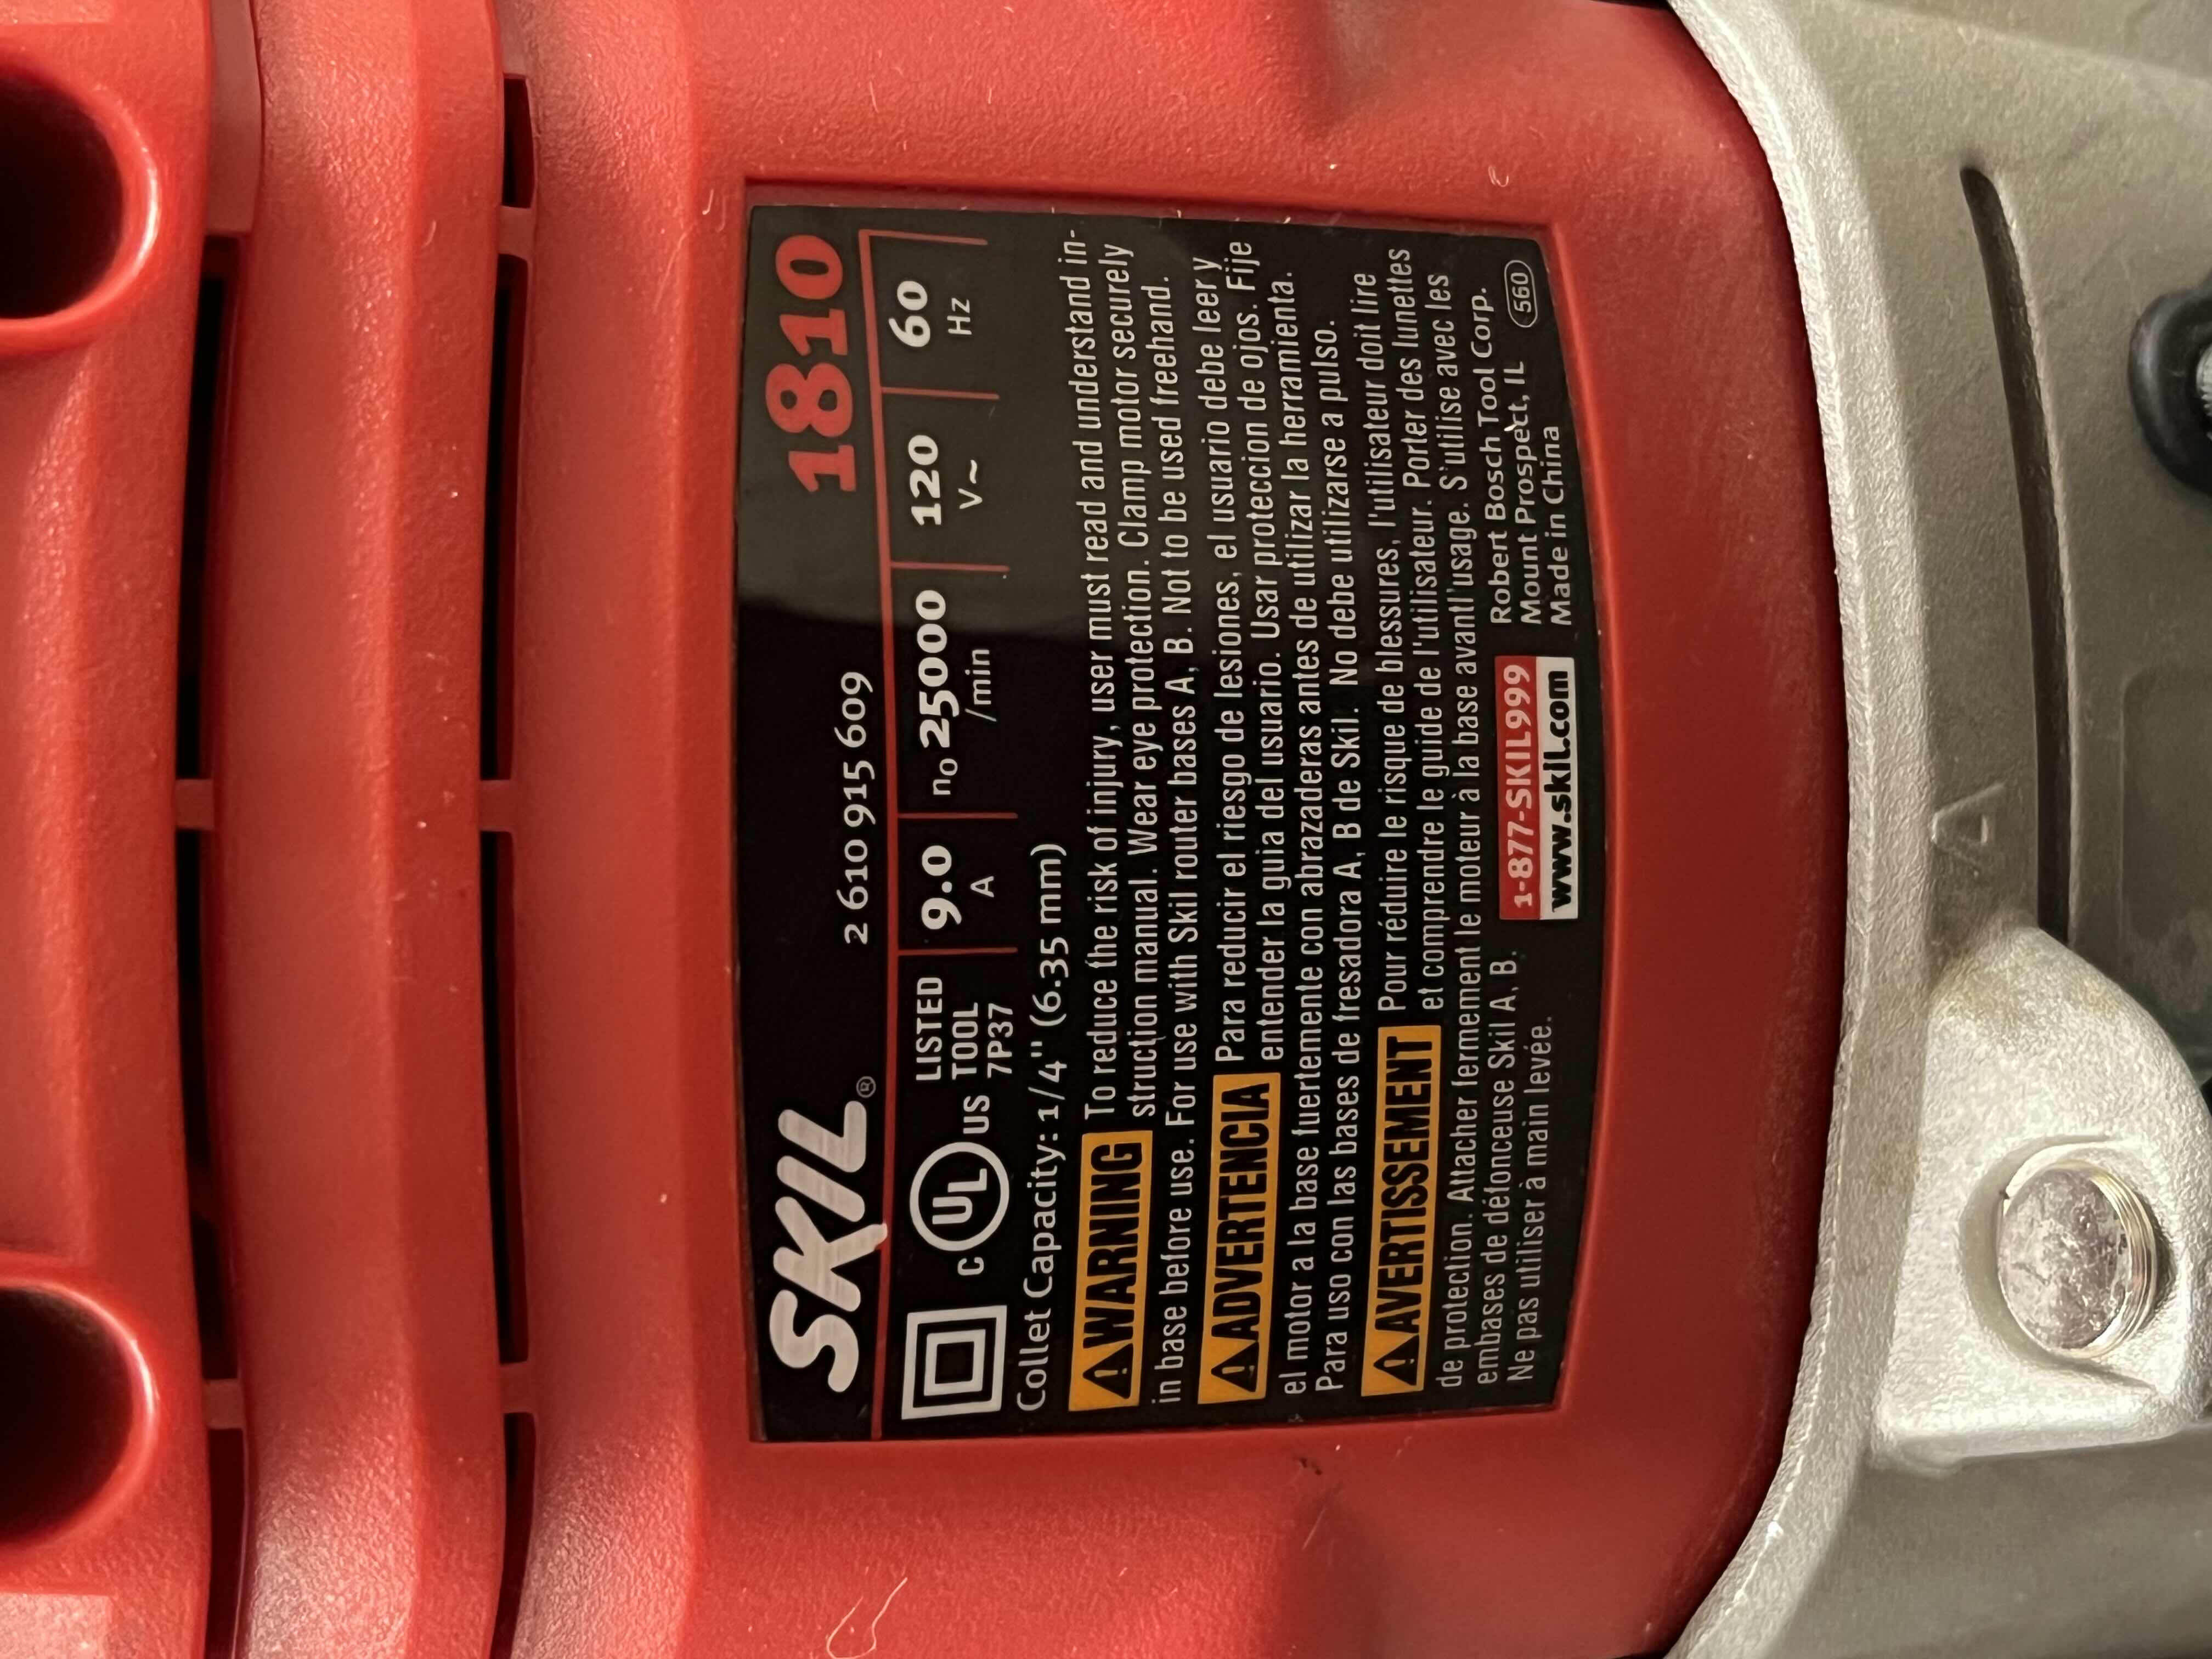 SKIL®
2 610 915 609
1810
C UL US
LISTED
TOOL
7P37
9.0
A
n₀ 25000
/min
120
V~
60
Hz
Collet Capacity: 1/4" (6.35 mm)
WARNING To reduce the risk of injury, user must read and understand in-
struction manual. Wear eye protection. Clamp motor securely
in base before use. For use with Skil router bases A, B. Not to be used freehand.
ADVERTENCIA Para reducir el riesgo de lesiones, el usuario debe leer y
entender la guia del usuario. Usar proteccion de ojos. Fije
el motor a la base fuertemente con abrazaderas antes de utilizar la herramienta.
Para uso con las bases de fresadora A, B de Skil. No debe utilizarse a pulso.
AVERTISSEMENT Pour réduire le risque de blessures, l'utilisateur doit lire
et comprendre le guide de l'utilisateur. Porter des lunettes
de protection. Attacher fermement le moteur à la base avantl'usage. S'utilise avec les
embases de détonceuse Skil A, B.
Ne pas utiliser à main levée.
1-877-SKIL999
www.skil.com
Robert Bosch Tool Corp.
Mount Prospect, IL
Made in China
560
A